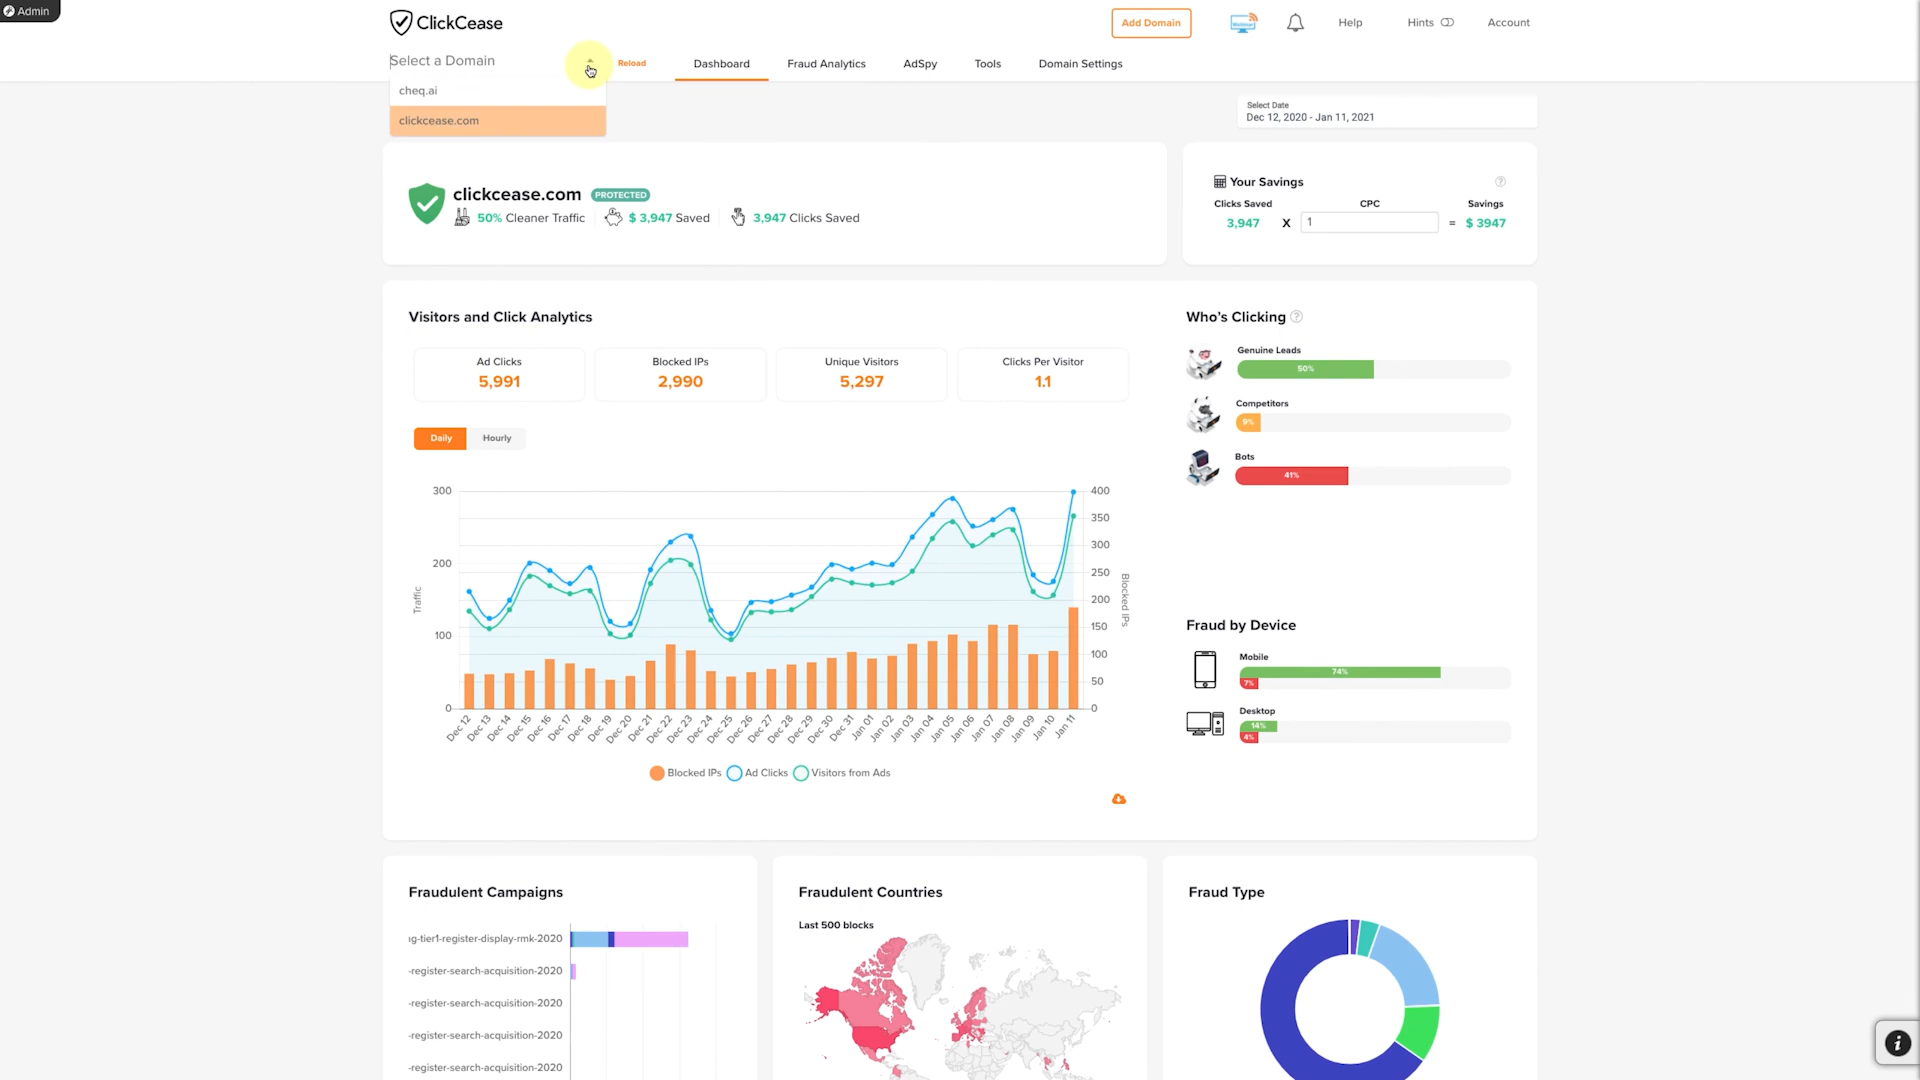 Admin
ClickCease
Add Domain
Webinar
Help
Hints
Account
Select a Domain
Reload
Dashboard
Fraud Analytics
AdSpy
Tools
Domain Settings
cheq.ai
clickcease.com
Select Date
Dec 12, 2020 - Jan 11, 2021
clickcease.com PROTECTED
50% Cleaner Traffic
$ 3,947 Saved
3,947 Clicks Saved
Your Savings
?
Clicks Saved
CPC
Savings
3,947 X 1 = $ 3947
Visitors and Click Analytics
Ad Clicks
5,991
Blocked IPs
2,990
Unique Visitors
5,297
Clicks Per Visitor
1.1
Daily
Hourly
Who's Clicking ?
Genuine Leads
50%
Competitors
9%
Bots
41%
300
200
100
0
Traffic
400
350
300
250
200
150
100
50
0
Blocked IPs
Dec 12
Dec 13
Dec 14
Dec 15
Dec 16
Dec 17
Dec 18
Dec 19
Dec 20
Dec 21
Dec 22
Dec 23
Dec 24
Dec 25
Dec 26
Dec 27
Dec 28
Dec 29
Dec 30
Dec 31
Jan 01
Jan 02
Jan 03
Jan 04
Jan 05
Jan 06
Jan 07
Jan 08
Jan 09
Jan 10
Jan 11
Blocked IPs
Ad Clicks
Visitors from Ads
Fraud by Device
Mobile
74%
7%
Desktop
14%
4%
Fraudulent Campaigns
ıg-tier1-register-display-rmk-2020
-register-search-acquisition-2020
-register-search-acquisition-2020
-register-search-acquisition-2020
-register-search-acquisition-2020
Fraudulent Countries
Last 500 blocks
Fraud Type
i